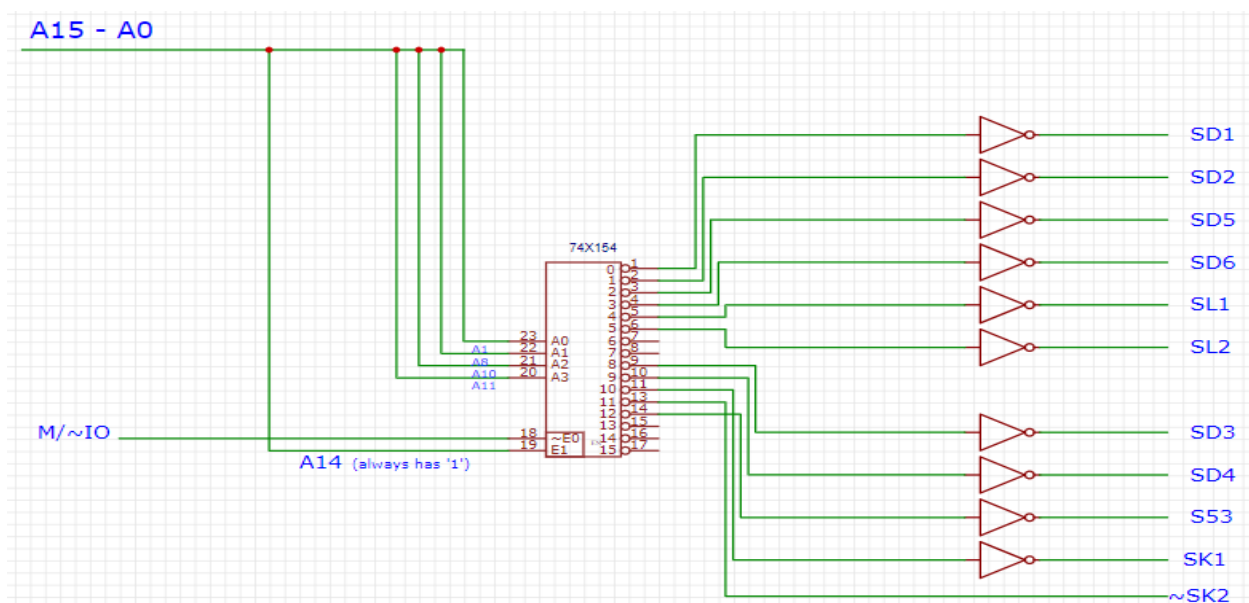 A15 - A0
SD1
SD2
SD5
SD6
SL1
SL2
SD3
SD4
S53
SK1
~SK2
74X154
0 1
1 2
2 3
3 4
4 5
5 6
6 7
7 8
8 9
9 10
10 11
11 13
12 14
13 15
14 16
15 17
23 A0
A1 22 A1
A8 21 A2
A10 20 A3
A11
M/~IO 18 ~E0
19 E1
A14 (always has '1')